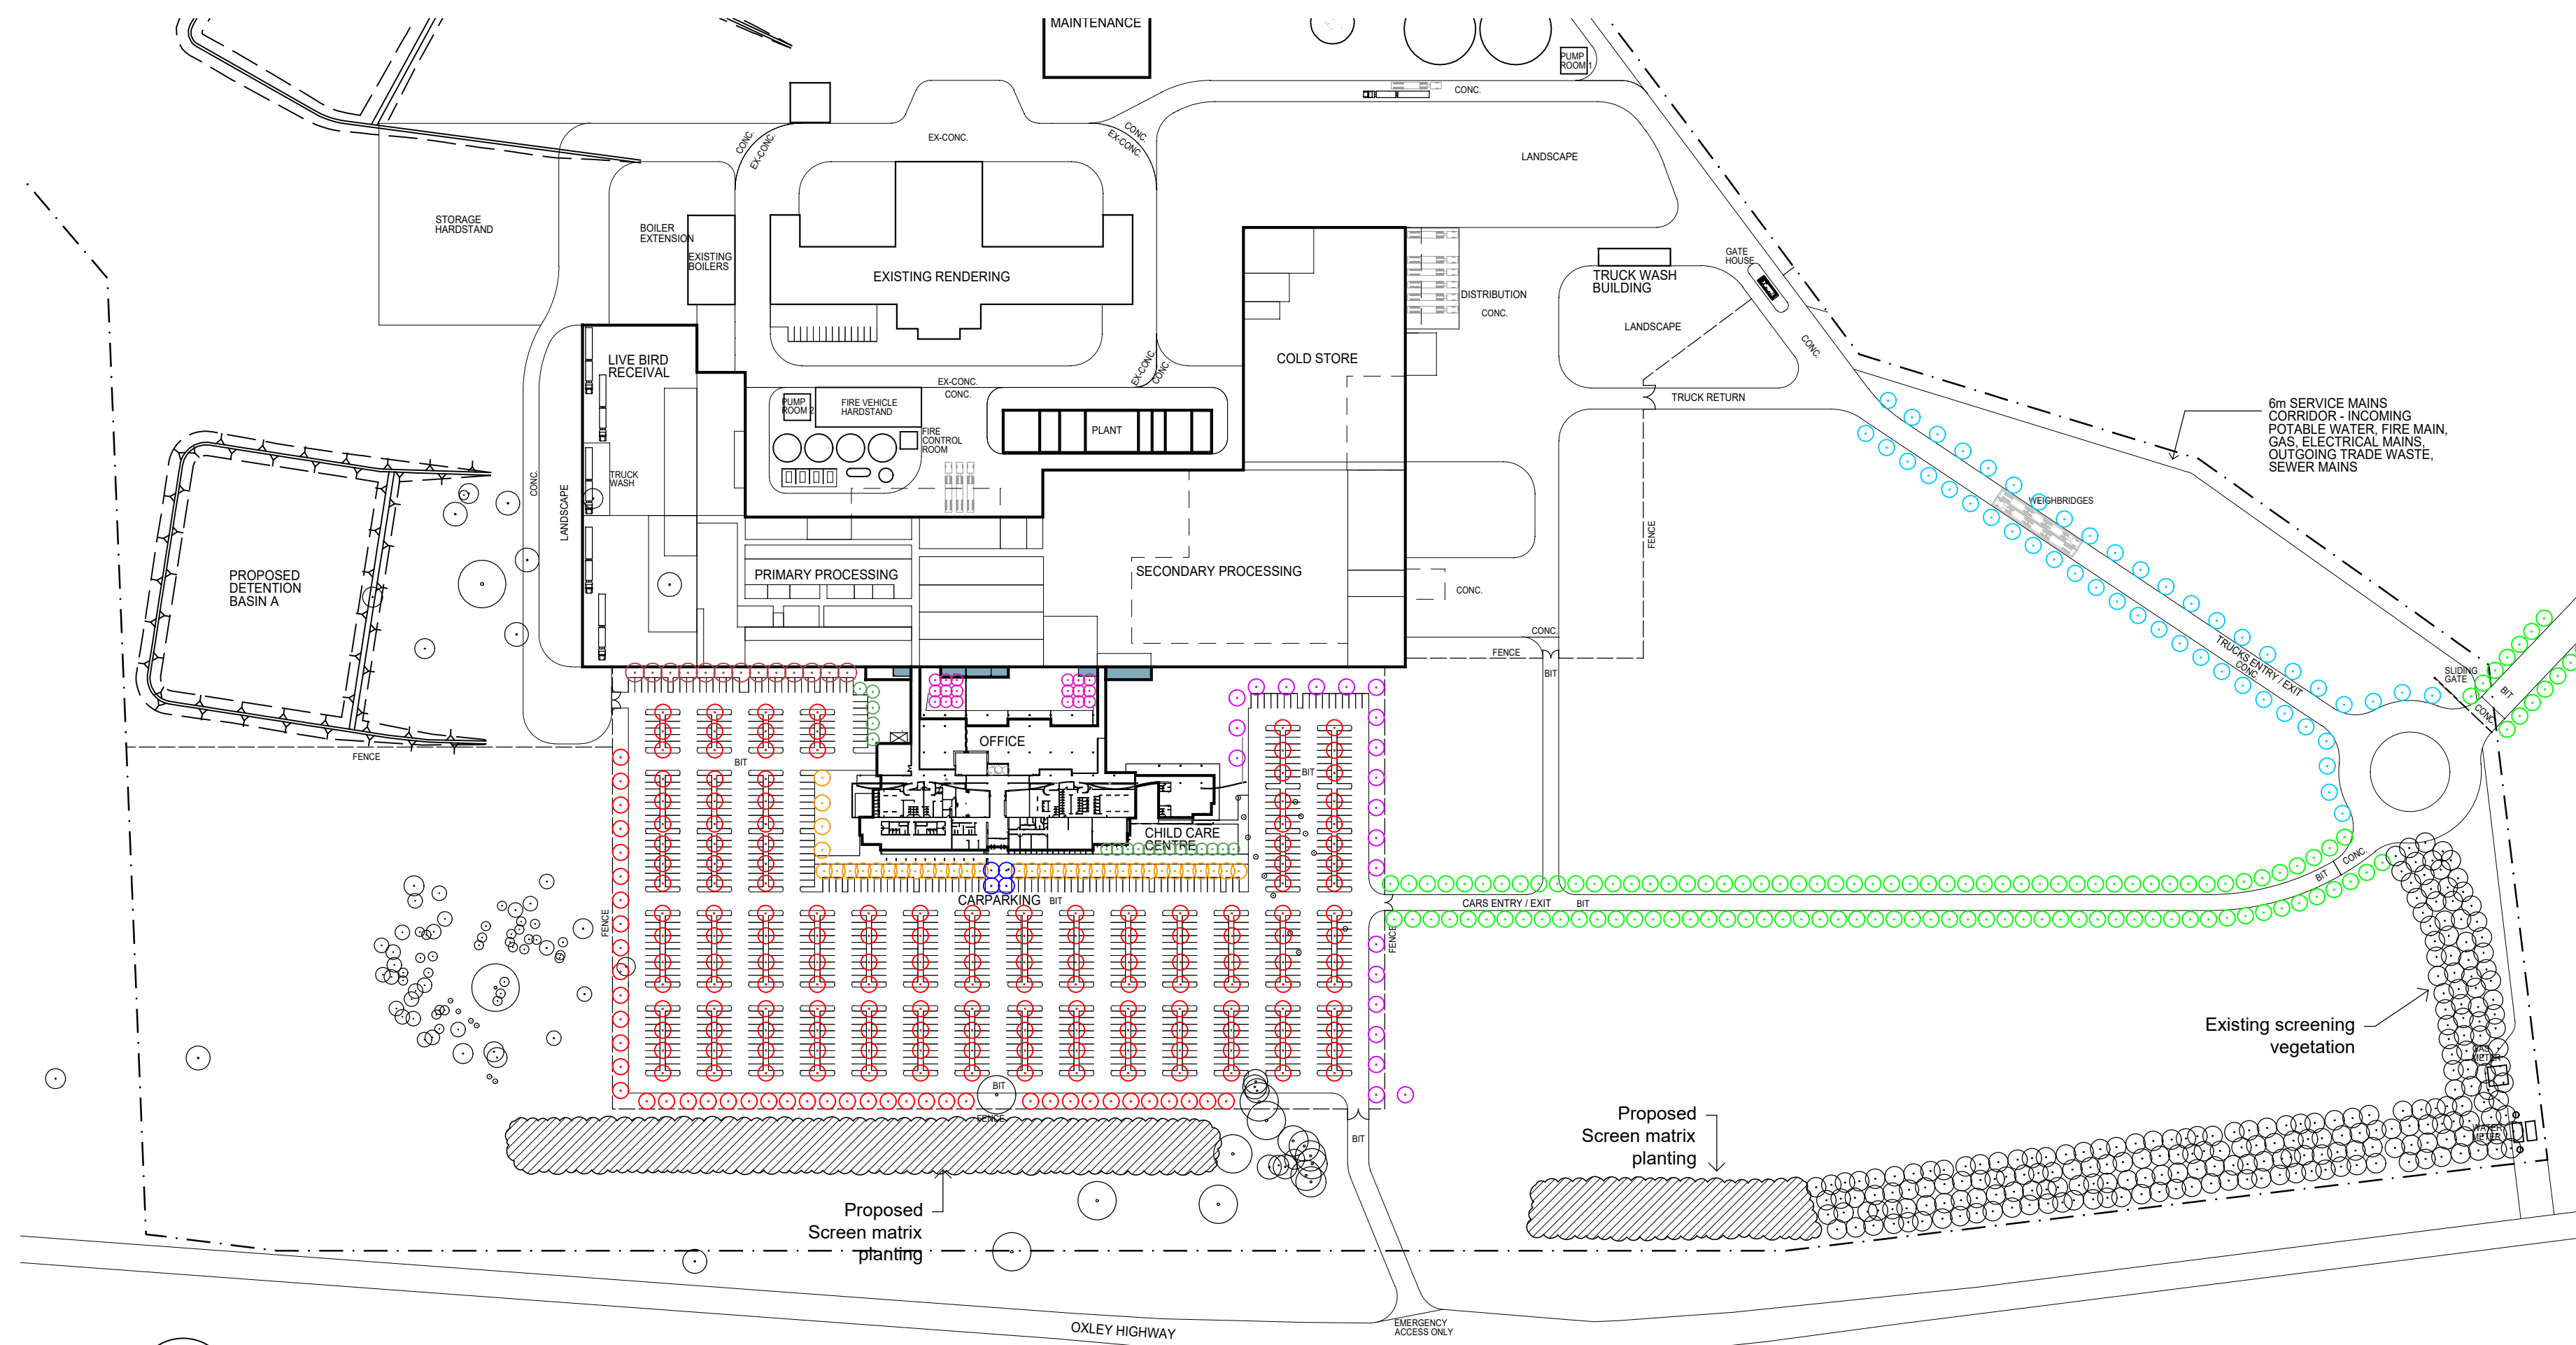 MAINTENANCE
PUMP
ROOM 1
CONC.
EX-CONC.
CONC.
EX-CONC.
CONC.
EX-CONC.
LANDSCAPE
STORAGE
HARDSTAND
BOILER
EXTENSION
EXISTING
BOILERS
EXISTING RENDERING
GATE
HOUSE
TRUCK WASH
BUILDING
DISTRIBUTION
CONC.
LANDSCAPE
CONC.
LIVE BIRD
RECEIVAL
COLD STORE
EX-CONC.
CONC.
EX-CONC.
CONC.
TRUCK RETURN
PUMP
ROOM 2
FIRE VEHICLE
HARDSTAND
FIRE
CONTROL
ROOM
PLANT
6m SERVICE MAINS
CORRIDOR - INCOMING
POTABLE WATER, FIRE MAIN,
GAS, ELECTRICAL MAINS,
OUTGOING TRADE WASTE,
SEWER MAINS
TRUCK
WASH
CONC.
LANDSCAPE
WEIGHBRIDGES
FENCE
PROPOSED
DETENTION
BASIN A
PRIMARY PROCESSING
SECONDARY PROCESSING
CONC.
CONC.
FENCE
BIT
TRUCKS ENTRY / EXIT
CONC.
SLIDING
GATE
BIT
CONC.
OFFICE
FENCE
BIT
BIT
CHILD CARE
CENTRE
CONC.
BIT
CARPARKING
BIT
CARS ENTRY / EXIT
BIT
FENCE
FENCE
Existing screening
vegetation
GAS
METER
BIT
FENCE
Proposed
Screen matrix
planting
BIT
WATER
METER
Proposed
Screen matrix
planting
OXLEY HIGHWAY
EMERGENCY
ACCESS ONLY